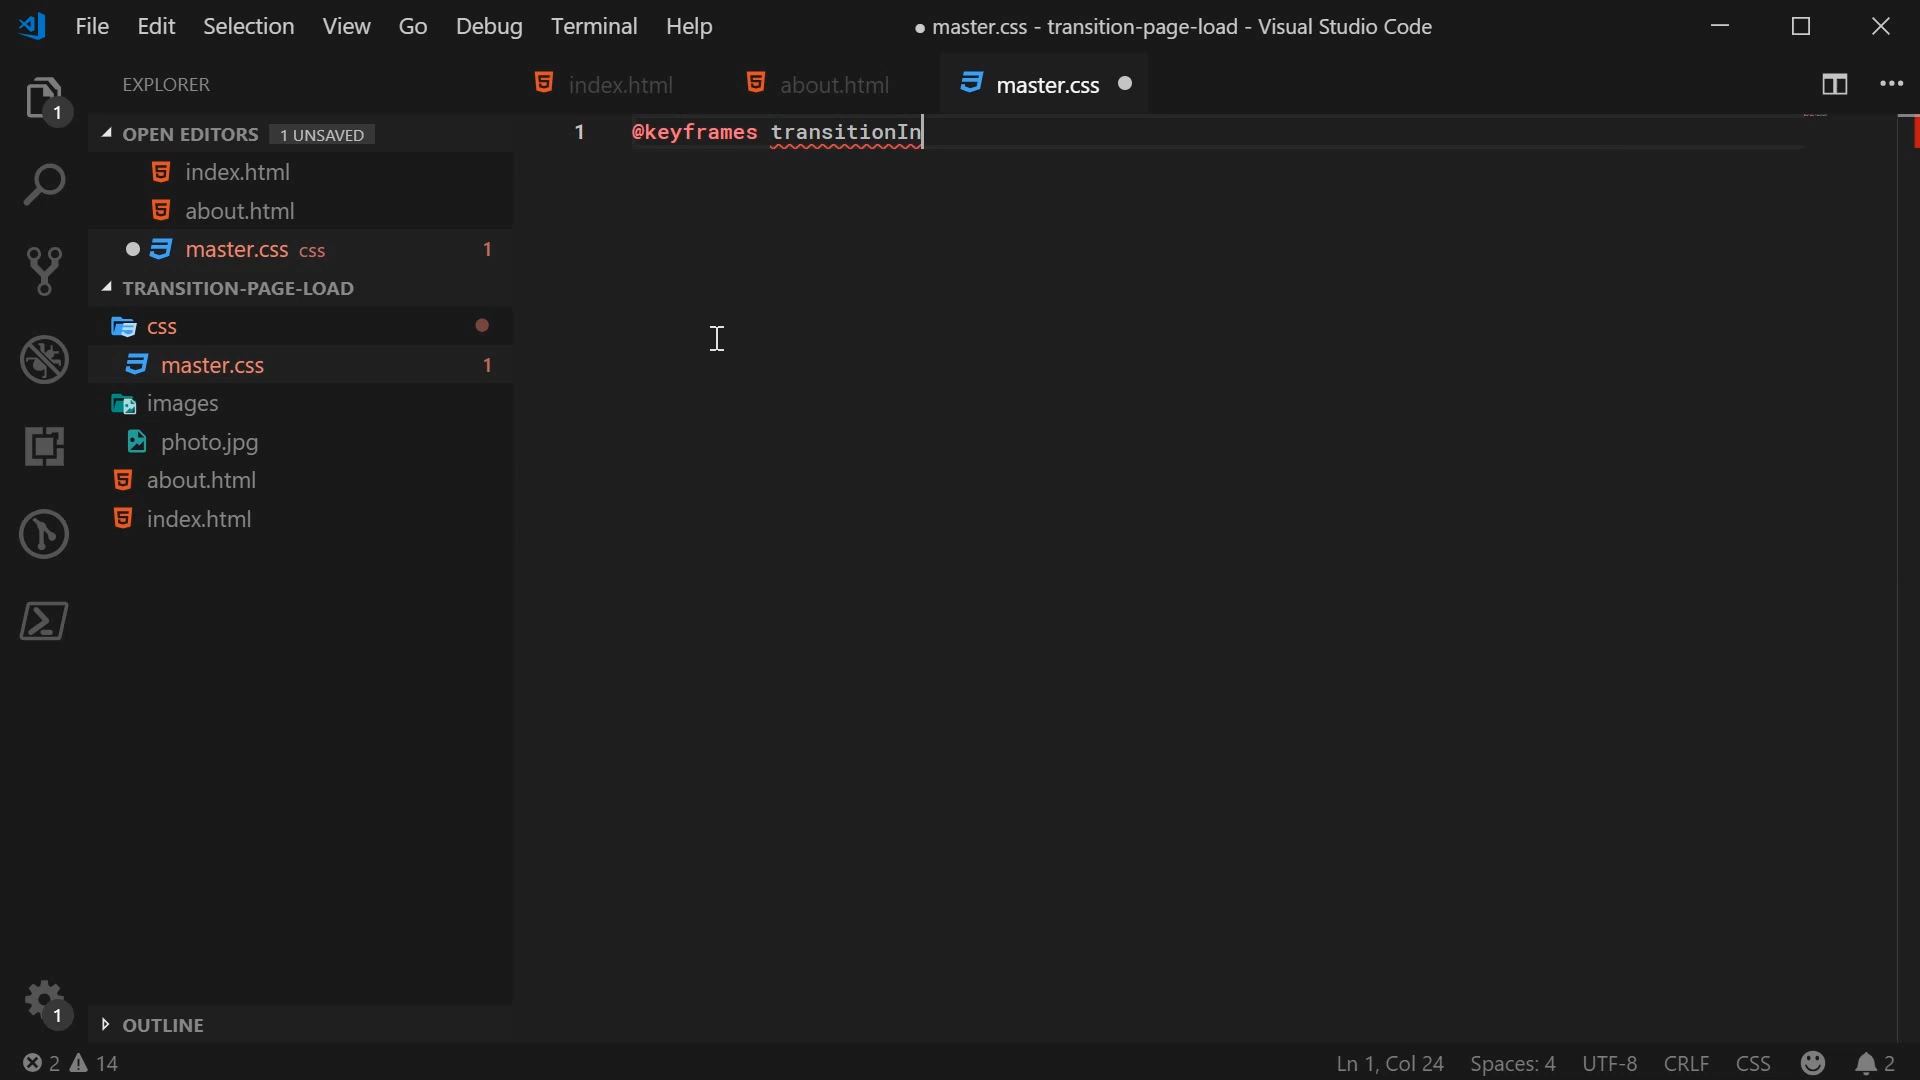 File Edit Selection View Go Debug Terminal Help
● master.css - transition-page-load - Visual Studio Code
EXPLORER
index.html
about.html
master.css
1
OPEN EDITORS 1 UNSAVED
index.html
about.html
master.css css 1
TRANSITION-PAGE-LOAD
css
master.css 1
images
photo.jpg
about.html
index.html
1 @keyframes transitionIn
1
OUTLINE
2 14
Ln 1, Col 24 Spaces: 4 UTF-8 CRLF CSS 2